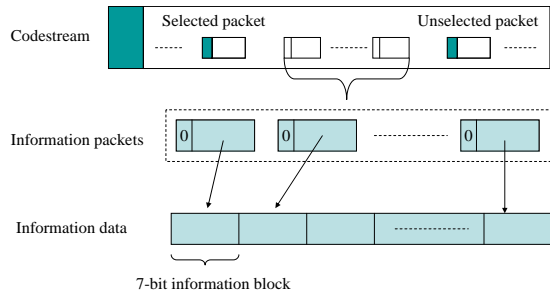 Selected packet
Unselected packet
Codestream
Information packets
0
0
0
Information data
7-bit information block